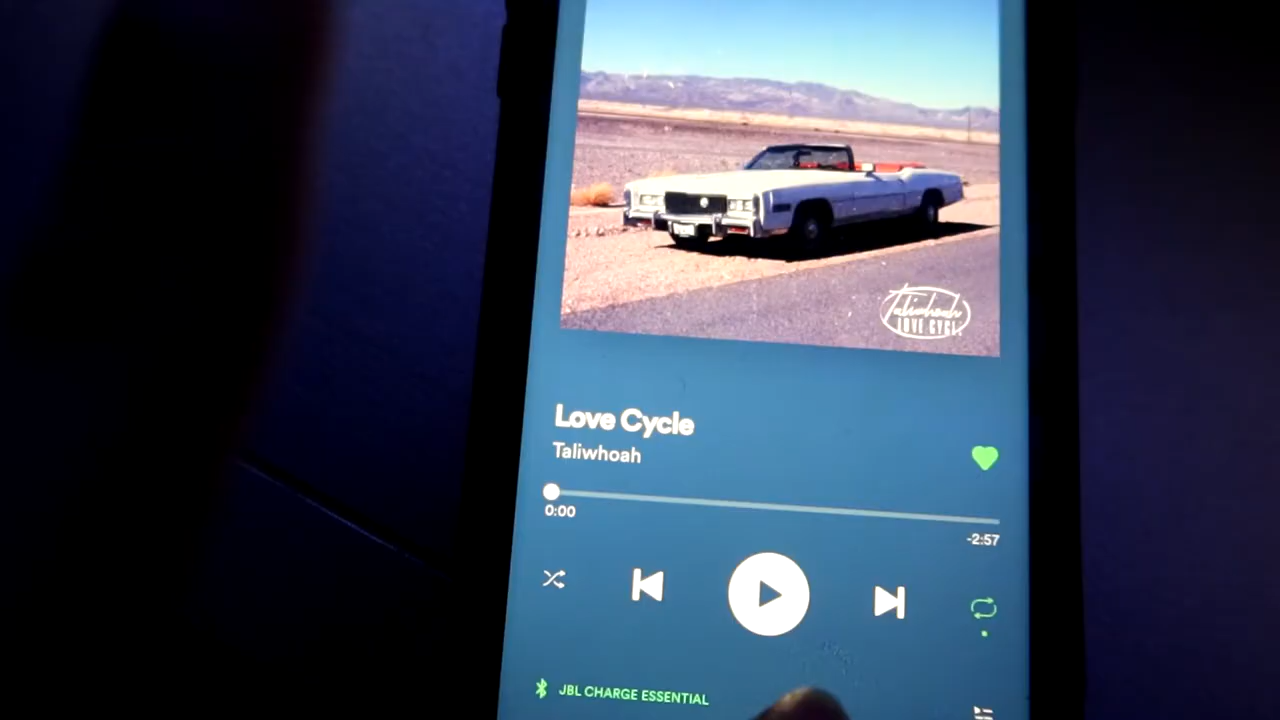 Taliwhoah
LOVE CYCLE
Love Cycle
Taliwhoah
0:00
-2:57
JBL CHARGE ESSENTIAL